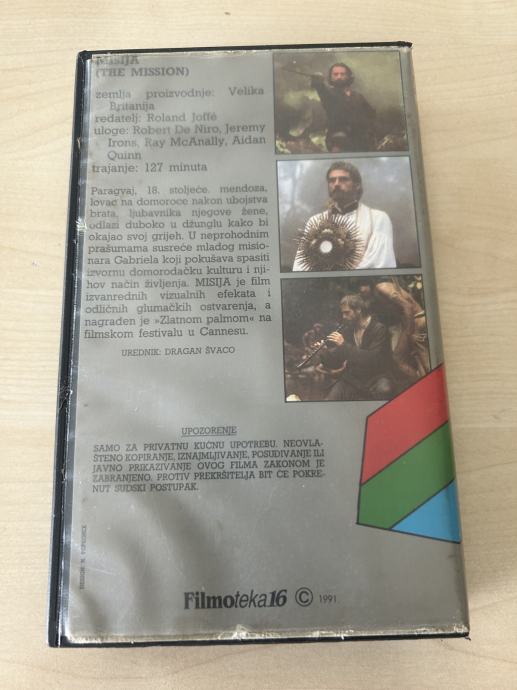 MISIJA
(THE MISSION)
zemlja proizvodnje: Velika
Britanija
redatelj: Roland Joffé
uloge: Robert De Niro, Jeremy
Irons, Ray McAnally, Aidan
Quinn
trajanje: 127 minuta
Paragvaj, 18. stoljeće. mendoza,
lovac na domoroce nakon ubojstva
brata, ljubavnika njegove žene,
odlazi duboko u džunglu kako bi
okajao svoj grijeh. U neprohodnim
prašumama susreće mladog misio-
nara Gabriela koji pokušava spasiti
izvornu domorodačku kulturu i nji-
hov način življenja. MISIJA je film
izvanrednih vizualnih efekata i
odličnih glumačkih ostvarenja, a
nagrađen je »Zlatnom palmom« na
filmskom festivalu u Cannesu.
UREDNIK: DRAGAN ŠVACO
UPOZORENJE
SAMO ZA PRIVATNU KUĆNU UPOTREBU. NEOVLA-
ŠTENO KOPIRANJE, IZNAJMLJIVANJE, POSUĐIVANJE ILI
JAVNO PRIKAZIVANJE OVOG FILMA ZAKONOM JE
ZABRANJENO. PROTIV PREKRŠITELJA BIT ĆE POKRE-
NUT SUDSKI POSTUPAK.
Filmoteka16 © 1991